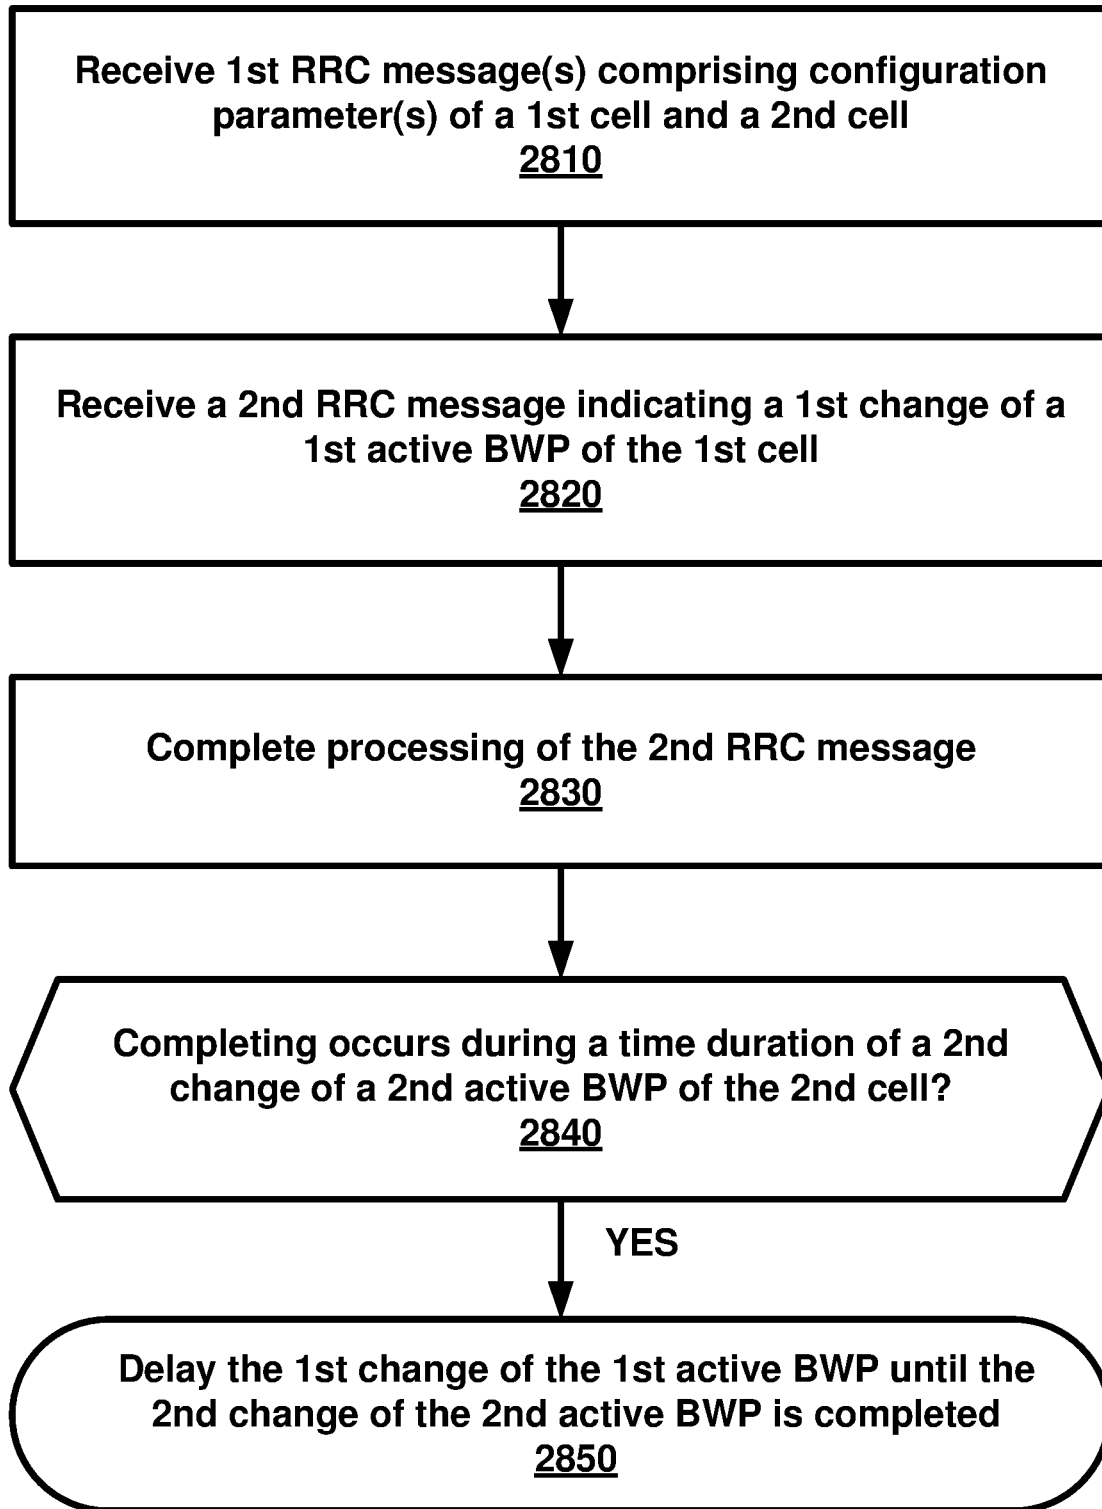 Receive 1st RRC message(s) comprising configuration
parameter(s) of a 1st cell and a 2nd cell
2810
Receive a 2nd RRC message indicating a 1st change of a
1st active BWP of the 1st cell
2820
Complete processing of the 2nd RRC message
2830
Completing occurs during a time duration of a 2nd
change of a 2nd active BWP of the 2nd cell?
2840
YES
Delay the 1st change of the 1st active BWP until the
2nd change of the 2nd active BWP is completed
2850